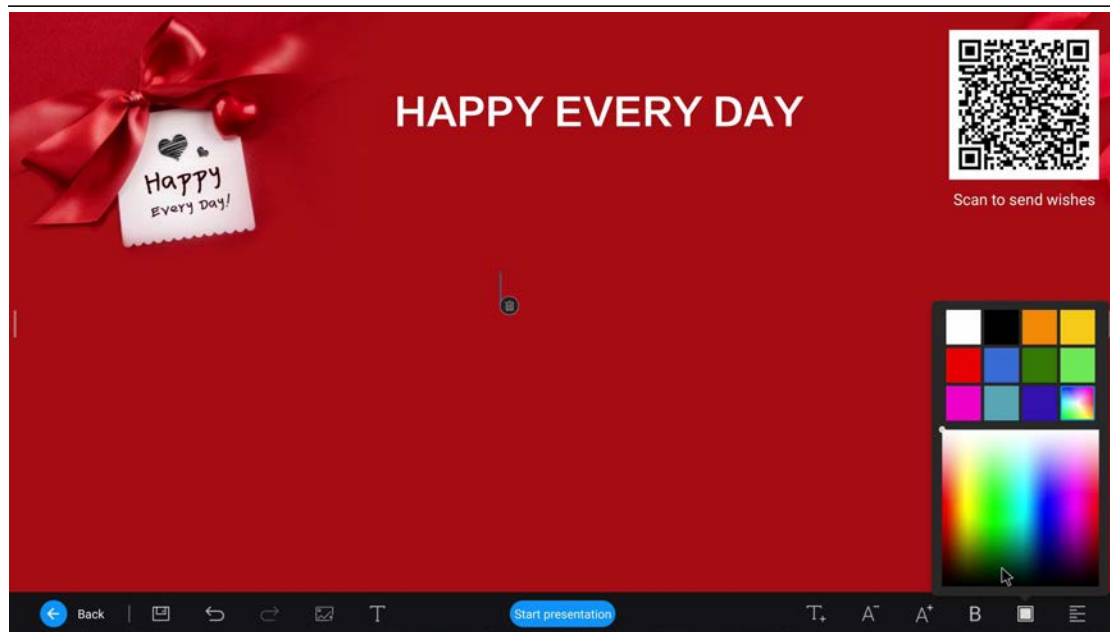 HAPPY EVERY DAY
Happy
Every Day!
Scan to send wishes
Back
T
Start presentation
T+
A-
A+
B